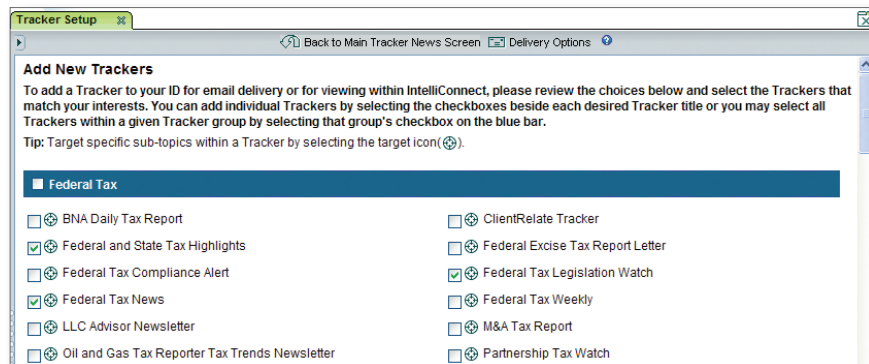 Tracker Setup
Back to Main Tracker News Screen Delivery Options
Add New Trackers
To add a Tracker to your ID for email delivery or for viewing within IntelliConnect, please review the choices below and select the Trackers that
match your interests. You can add individual Trackers by selecting the checkboxes beside each desired Tracker title or you may select all
Trackers within a given Tracker group by selecting that group's checkbox on the blue bar.
Tip: Target specific sub-topics within a Tracker by selecting the target icon( ).
Federal Tax
BNA Daily Tax Report
ClientRelate Tracker
Federal and State Tax Highlights
Federal Excise Tax Report Letter
Federal Tax Compliance Alert
Federal Tax Legislation Watch
Federal Tax News
Federal Tax Weekly
LLC Advisor Newsletter
M&A Tax Report
Oil and Gas Tax Reporter Tax Trends Newsletter
Partnership Tax Watch